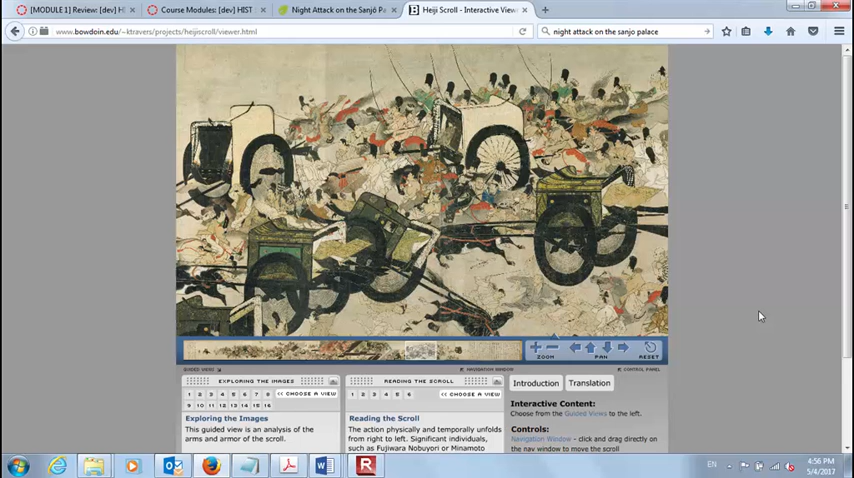 [MODULE 1] Review: [dev] HI
Course Modules: [dev] HIST
Night Attack on the Sanjô Pa
Heiji Scroll - Interactive View
www.bowdoin.edu/~ktravers/projects/heijiscroll/viewer.html
night attack on the sanjo palace
ZOOM
PAN
RESET
GUIDED VIEW
NAVIGATION WINDOW
CONTROL PANEL
EXPLORING THE IMAGES
READING THE SCROLL
Introduction
Translation
1 2 3 4 5 6 7 8
<< CHOOSE A VIEW
9 10 11 12 13 14 15 16
1 2 3 4 5 6
<< CHOOSE A VIEW
Exploring the Images
This guided view is an analysis of the
arms and armor of the scroll.
Reading the Scroll
The action physically and temporally unfolds
from right to left. Significant individuals,
such as Fujiwara Nobuyori or Minamoto
Interactive Content:
Choose from the Guided Views to the left.
Controls:
Navigation Window - click and drag directly on
the nav window to move the scroll
EN
4:56 PM
5/4/2017